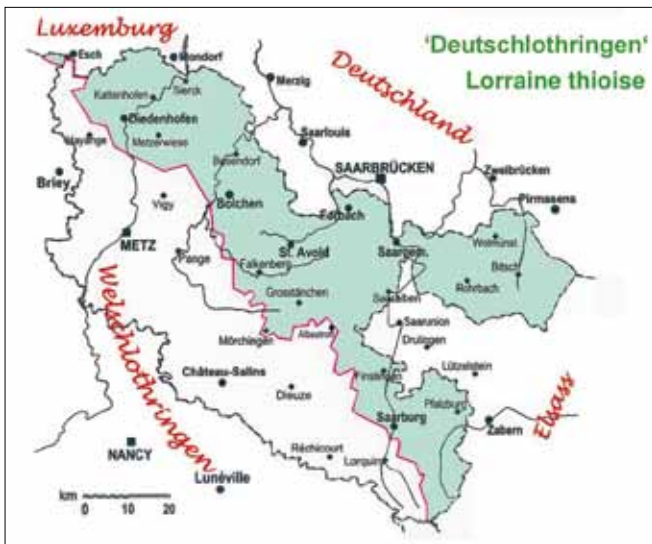 Luxemburg
'Deutschlothringen'
Lorraine thioise
Esch
Mondorf
Sierck
Merzig
Deutschland
Kattenhofen
Diedenhofen
Saarlouis
Hayange
Metzerwiese
Busendorf
SAARBRÜCKEN
Zweibrücken
Briey
Bolchen
Pirmasens
Vigy
Forbach
METZ
St. Avold
Saargem.
Wolmünst.
Pange
Falkenberg
Bitsch
Rohrbach
Welschlothringen
Grosstänchen
Saaralben
Saarunion
Mörchingen
Albestroff
Drulingen
Château-Salins
Finstingen
Lützelstein
Dieuze
Pfalzburg
Elsass
Saarburg
Zabern
NANCY
Réchicourt
Lorquin
Lunéville
km
0 10 20